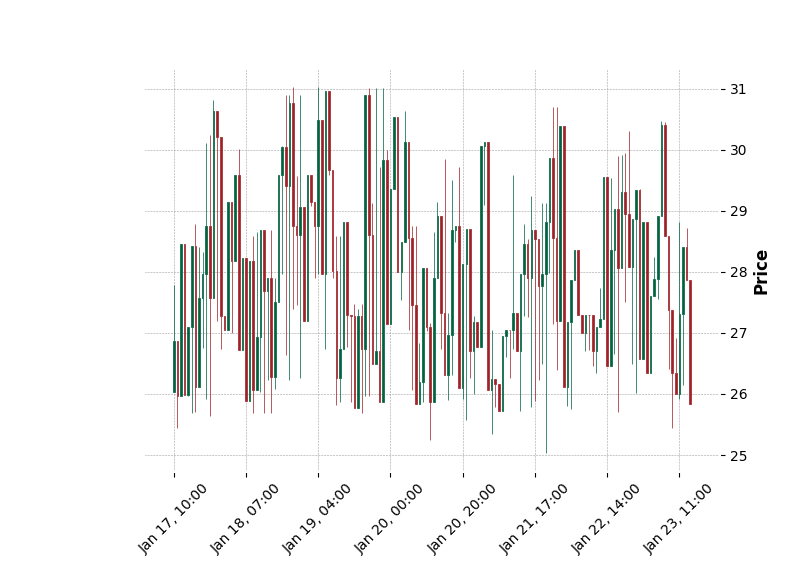 31
30
29
28
27
26
25
Price
Jan 17, 10:00
Jan 18, 07:00
Jan 19, 04:00
Jan 20, 00:00
Jan 20, 20:00
Jan 21, 17:00
Jan 22, 14:00
Jan 23, 11:00